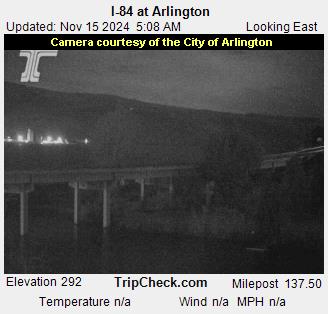 I-84 at Arlington
Updated: Nov 15 2024 5:08 AM Looking East
Camera courtesy of the City of Arlington
Elevation 292 TripCheck.com Milepost 137.50
Temperature n/a Wind n/a MPH n/a